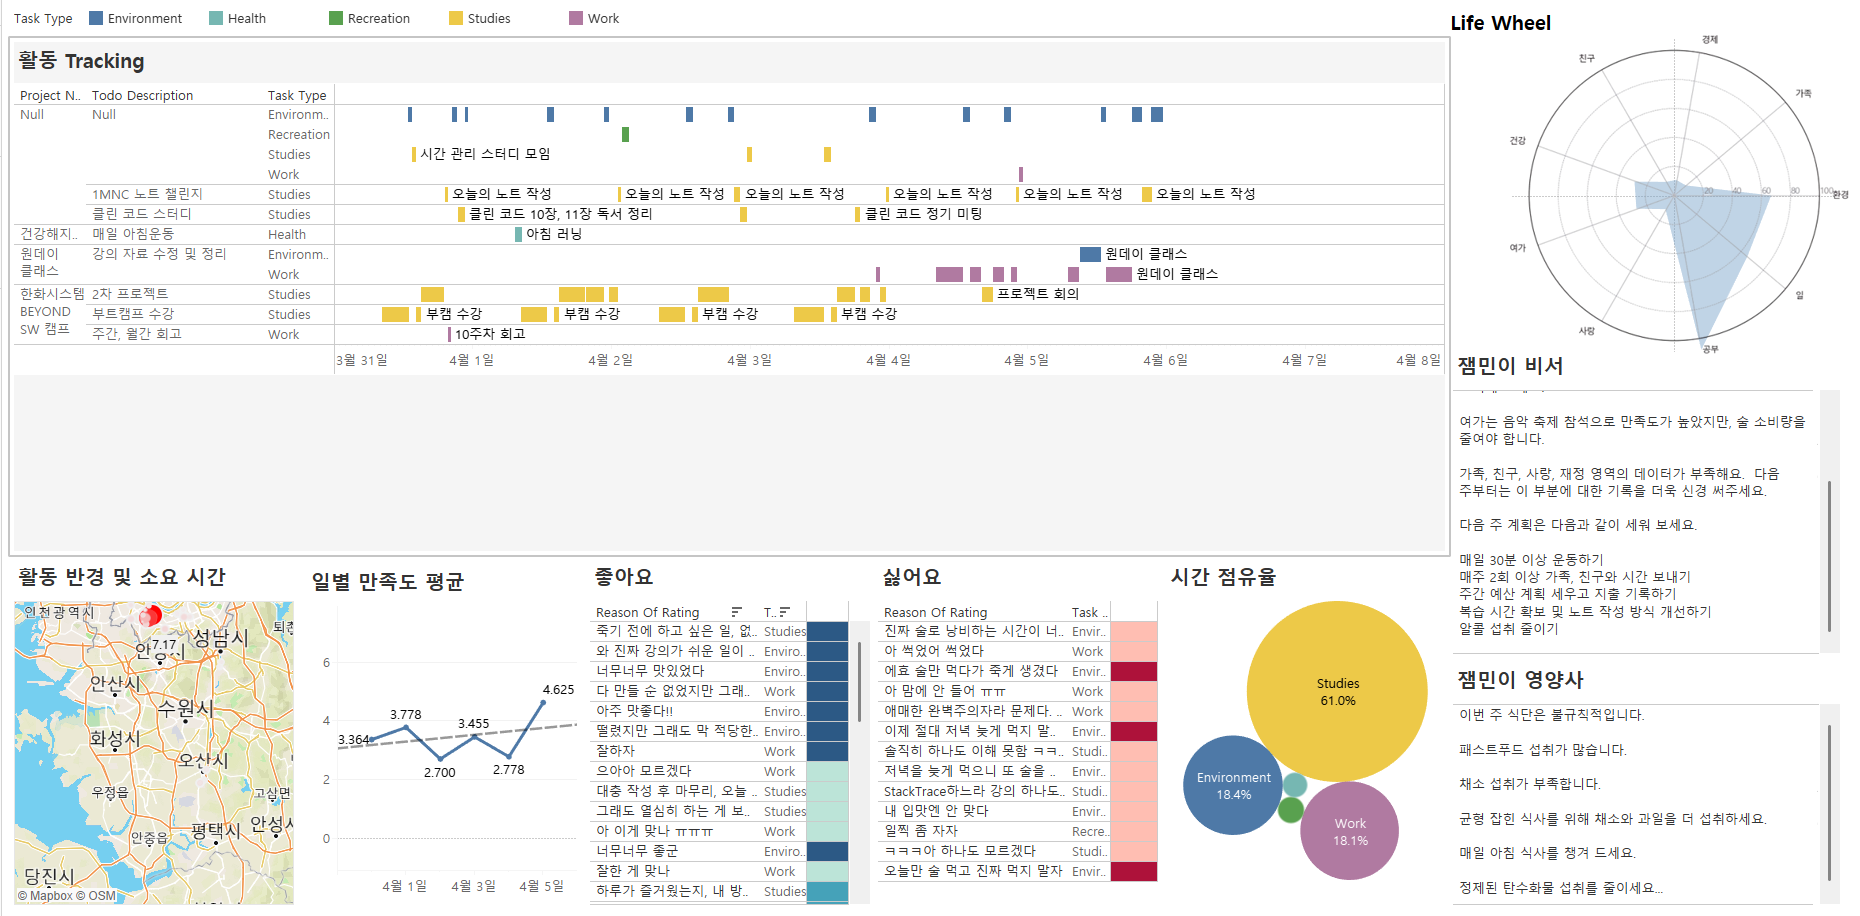 Task Type Environment Health Recreation Studies Work
활동 Tracking
Project N.. Todo Description Task Type
Null Null Environm..
Recreation
Studies 시간 관리 스터디 모임
Work
1MNC 노트 챌린지 Studies 오늘의 노트 작성 오늘의 노트 작성 오늘의 노트 작성 오늘의 노트 작성 오늘의 노트 작성 오늘의 노트 작성
클린 코드 스터디 Studies 클린 코드 10장, 11장 독서 정리 클린 코드 정기 미팅
건강해지.. 매일 아침운동 Health 아침 러닝
원데이 클래스 강의 자료 수정 및 정리 Environm.. 원데이 클래스
Work 원데이 클래스
한화시스템 BEYOND SW 캠프 2차 프로젝트 Studies 프로젝트 회의
부트캠프 수강 Studies 부캠 수강 부캠 수강 부캠 수강 부캠 수강
주간, 월간 회고 Work 10주차 회고
3월 31일 4월 1일 4월 2일 4월 3일 4월 4일 4월 5일 4월 6일 4월 7일 4월 8일
Life Wheel
경제
친구
가족
건강
20 40 60 80 100 환경
여가
일
사랑
공부
잼민이 비서
여가는 음악 축제 참석으로 만족도가 높았지만, 술 소비량을
줄여야 합니다.
가족, 친구, 사랑, 재정 영역의 데이터가 부족해요. 다음
주부터는 이 부분에 대한 기록을 더욱 신경 써주세요.
다음 주 계획은 다음과 같이 세워 보세요.
매일 30분 이상 운동하기
매주 2회 이상 가족, 친구와 시간 보내기
주간 예산 계획 세우고 지출 기록하기
복습 시간 확보 및 노트 작성 방식 개선하기
알콜 섭취 줄이기
잼민이 영양사
이번 주 식단은 불규칙적입니다.
패스트푸드 섭취가 많습니다.
채소 섭취가 부족합니다.
균형 잡힌 식사를 위해 채소와 과일을 더 섭취하세요.
매일 아침 식사를 챙겨 드세요.
정제된 탄수화물 섭취를 줄이세요...
활동 반경 및 소요 시간
인천광역시
성남시
7.17
안산시
수원시
화성시
오산시
우정읍
고삼면
안중읍 평택시 안성시
당진시
© Mapbox © OSM
일별 만족도 평균
6
4.625
4
3.778
3.364
3.455
2.700
2.778
2
0
4월 1일 4월 3일 4월 5일
좋아요
Reason Of Rating T..
죽기 전에 하고 싶은 일, 없.. Studies
와 진짜 강의가 쉬운 일이 .. Enviro..
너무너무 맛있었다 Enviro..
다 만들 순 없었지만 그래.. Work
아주 맛좋다!! Enviro..
떨렸지만 그래도 막 적당한.. Enviro..
잘하자 Work
으아아 모르겠다 Work
대충 작성 후 마무리, 오늘 .. Studies
그래도 열심히 하는 게 보.. Studies
아 이게 맞나 ㅠㅠㅠ Work
너무너무 좋군 Enviro..
잘한 게 맞나 Work
하루가 즐거웠는지, 내 방.. Studies
싫어요
Reason Of Rating Task ..
진짜 술로 낭비하는 시간이 너.. Envir..
아 썩었어 썩었다 Work
에효 술만 먹다가 죽게 생겼다 Envir..
아 맘에 안 들어 ㅠㅠ Work
애매한 완벽주의자라 문제다. .. Work
이제 절대 저녁 늦게 먹지 말.. Envir..
솔직히 하나도 이해 못함 ㅋㅋ.. Studi..
저녁을 늦게 먹으니 또 술을 .. Envir..
StackTrace하느라 강의 하나도.. Studi..
내 입맛엔 안 맞다 Envir..
일찍 좀 자자 Recre..
ㅋㅋㅋ아 하나도 모르겠다 Studi..
오늘만 술 먹고 진짜 먹지 말자 Envir..
시간 점유율
Studies
61.0%
Environment
18.4%
Work
18.1%